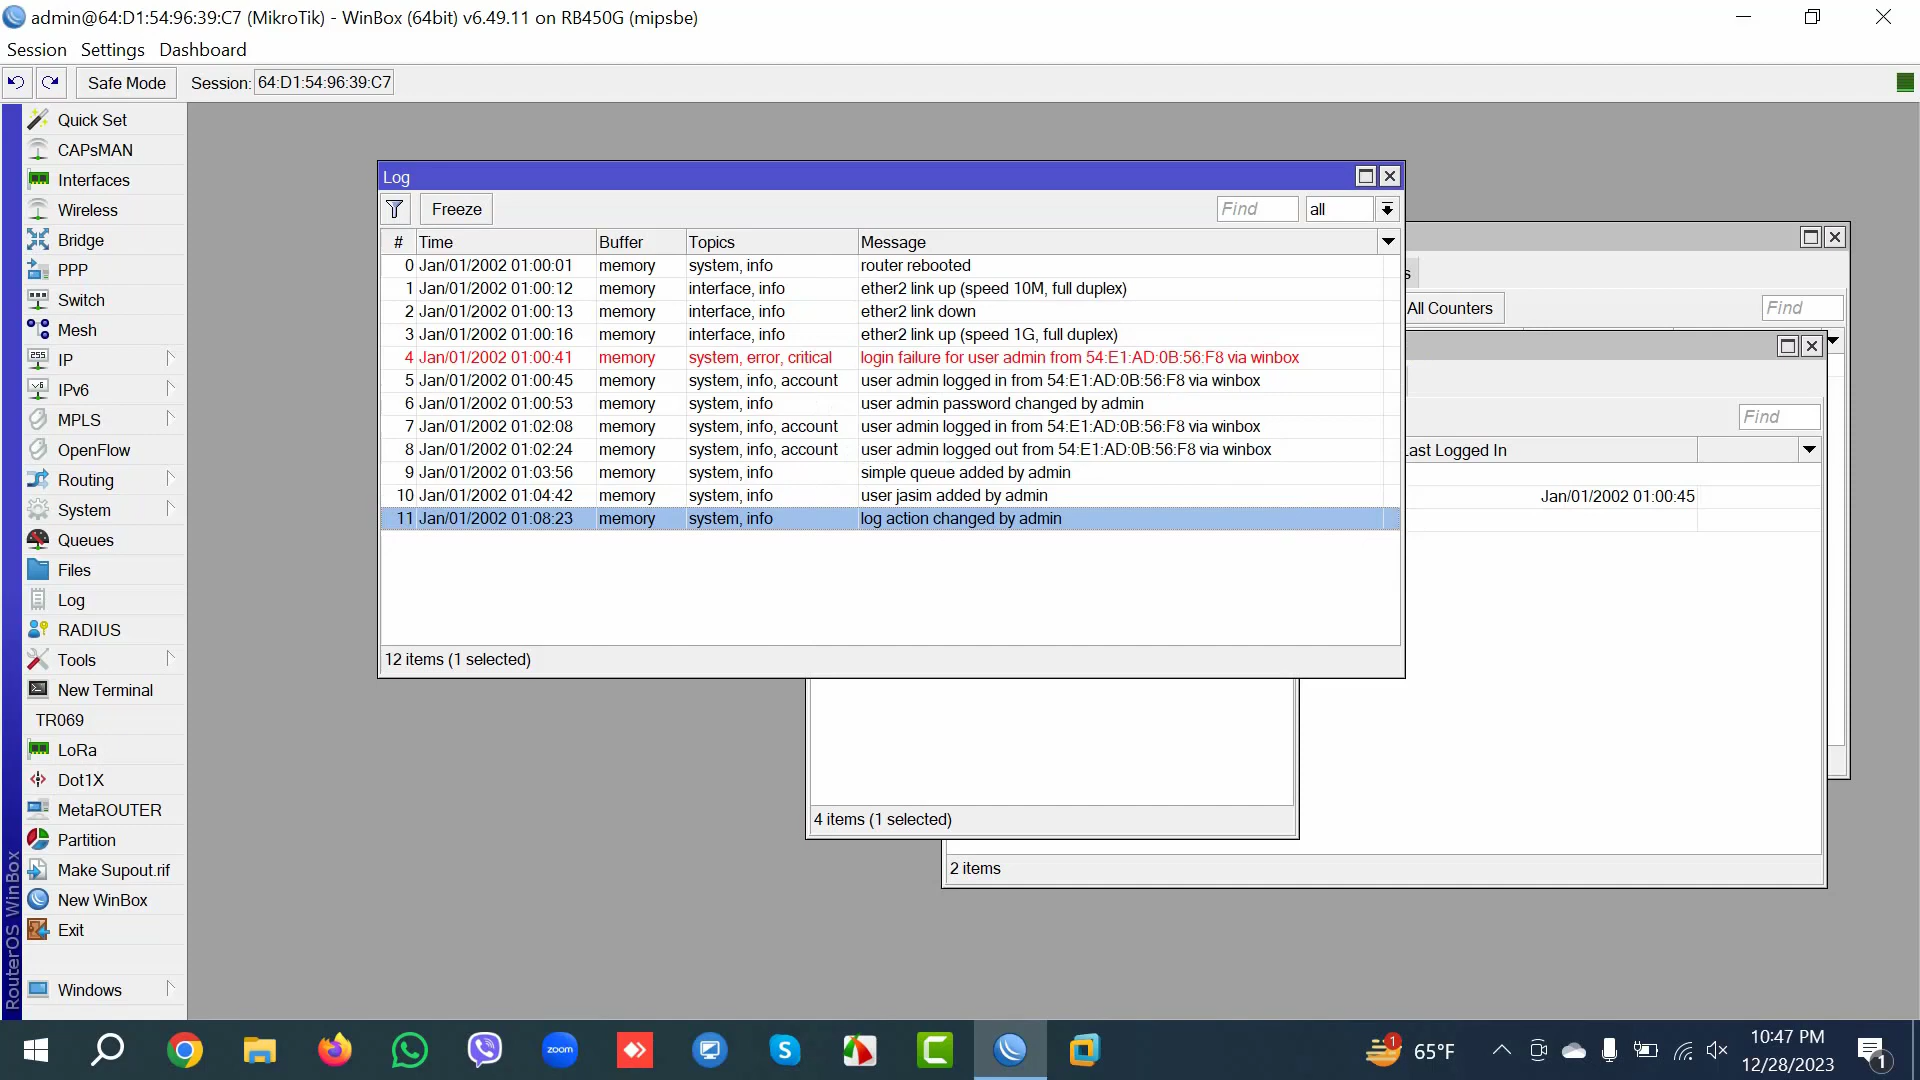 admin@64:D1:54:96:39:C7 (MikroTik) - WinBox (64bit) v6.49.11 on RB450G (mipsbe)
Session Settings Dashboard
Safe Mode Session: 64:D1:54:96:39:C7
Quick Set
CAPsMAN
Interfaces
Wireless
Bridge
PPP
Switch
Mesh
IP
IPv6
MPLS
OpenFlow
Routing
System
Queues
Files
Log
RADIUS
Tools
New Terminal
TR069
LoRa
Dot1X
MetaROUTER
Partition
Make Supout.rif
New WinBox
Exit
Windows
RouterOS WinBox
Log
Freeze Find all
# Time Buffer Topics Message
0 Jan/01/2002 01:00:01 memory system, info router rebooted
1 Jan/01/2002 01:00:12 memory interface, info ether2 link up (speed 10M, full duplex)
2 Jan/01/2002 01:00:13 memory interface, info ether2 link down
3 Jan/01/2002 01:00:16 memory interface, info ether2 link up (speed 1G, full duplex)
4 Jan/01/2002 01:00:41 memory system, error, critical login failure for user admin from 54:E1:AD:0B:56:F8 via winbox
5 Jan/01/2002 01:00:45 memory system, info, account user admin logged in from 54:E1:AD:0B:56:F8 via winbox
6 Jan/01/2002 01:00:53 memory system, info user admin password changed by admin
7 Jan/01/2002 01:02:08 memory system, info, account user admin logged in from 54:E1:AD:0B:56:F8 via winbox
8 Jan/01/2002 01:02:24 memory system, info, account user admin logged out from 54:E1:AD:0B:56:F8 via winbox
9 Jan/01/2002 01:03:56 memory system, info simple queue added by admin
10 Jan/01/2002 01:04:42 memory system, info user jasim added by admin
11 Jan/01/2002 01:08:23 memory system, info log action changed by admin
12 items (1 selected)
s
All Counters Find
Find
Last Logged In
Jan/01/2002 01:00:45
4 items (1 selected)
2 items
zoom
S
C
1
65°F
10:47 PM
12/28/2023
1
255
v6